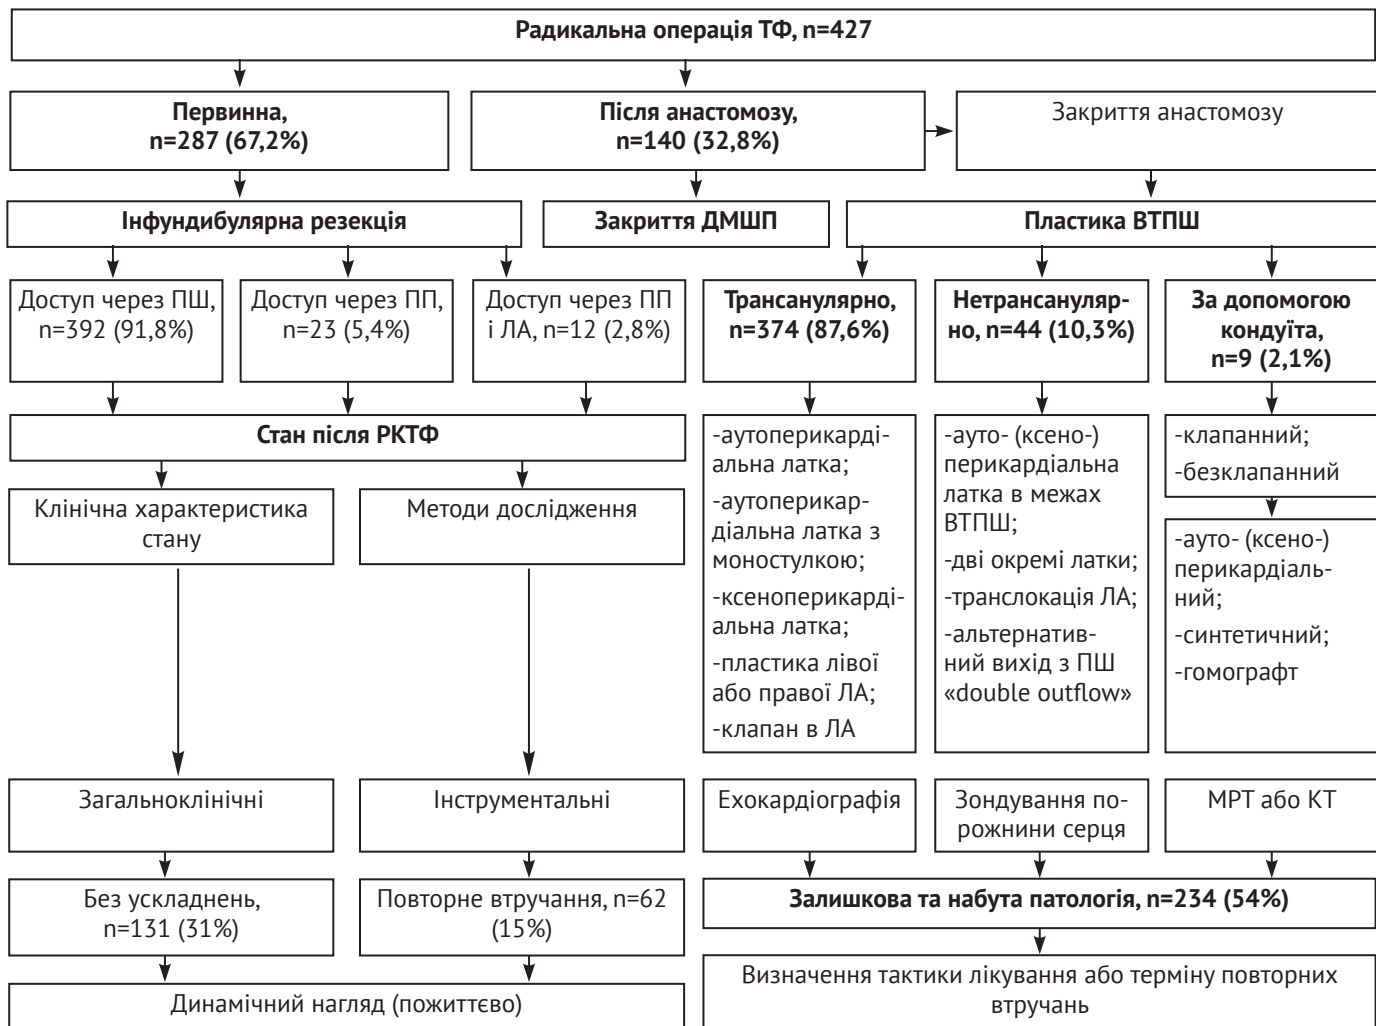 Радикальна операція ТФ, n=427
Первинна,
n=287 (67,2%)
Після анастомозу,
n=140 (32,8%)
Закриття анастомозу
Інфундибулярна резекція
Закриття ДМШП
Пластика ВТПШ
Доступ через ПШ,
n=392 (91,8%)
Доступ через ПП,
n=23 (5,4%)
Доступ через ПП
і ЛА, n=12 (2,8%)
Трансанулярно,
n=374 (87,6%)
Нетрансануляр-
но, n=44 (10,3%)
За допомогою
кондуїта,
n=9 (2,1%)
Стан після РКТФ
Клінічна характеристика
стану
Методи дослідження
-аутоперикарді-
альна латка;
-аутоперикар-
діальна латка з
моностулкою;
-ксеноперикарді-
альна латка;
-пластика лівої
або правої ЛА;
-клапан в ЛА
-ауто- (ксено-)
перикардіальна
латка в межах
ВТПШ;
-дві окремі латки;
-транслокація ЛА;
-альтернатив-
ний вихід з ПШ
«double outflow»
-клапанний;
-безклапанний
-ауто- (ксено-)
перикардіаль-
ний;
-синтетичний;
-гомографт
Загальноклінічні
Інструментальні
Ехокардіографія
Зондування по-
рожнини серця
МРТ або КТ
Без ускладнень,
n=131 (31%)
Повторне втручання, n=62
(15%)
Залишкова та набута патологія, n=234 (54%)
Динамічний нагляд (пожиттєво)
Визначення тактики лікування або терміну повторних
втручань